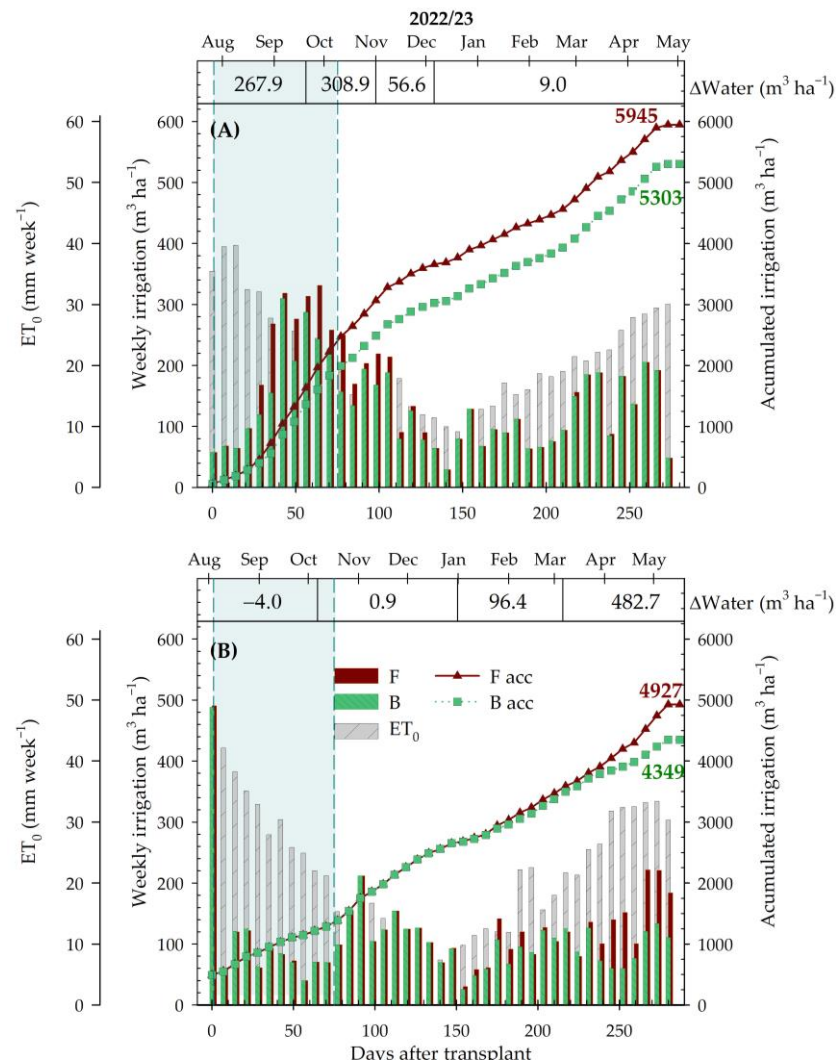 2022/23
Aug Sep Oct Nov Dec Jan Feb Mar Apr May
267.9 308.9 56.6 9.0 ΔWater (m³ ha⁻¹)
(A)
5945
5303
ET₀ (mm week⁻¹)
60
50
40
30
20
10
0
Weekly irrigation (m³ ha⁻¹)
600
500
400
300
200
100
0
6000
5000
4000
3000
2000
1000
0
Acumulated irrigation (m³ ha⁻¹)
0 50 100 150 200 250
Aug Sep Oct Nov Dec Jan Feb Mar Apr May
−4.0 0.9 96.4 482.7 ΔWater (m³ ha⁻¹)
(B)
F F acc
B B acc
ET₀
4927
4349
ET₀ (mm week⁻¹)
60
50
40
30
20
10
0
Weekly irrigation (m³ ha⁻¹)
600
500
400
300
200
100
0
6000
5000
4000
3000
2000
1000
0
Acumulated irrigation (m³ ha⁻¹)
0 50 100 150 200 250
Days after transplant